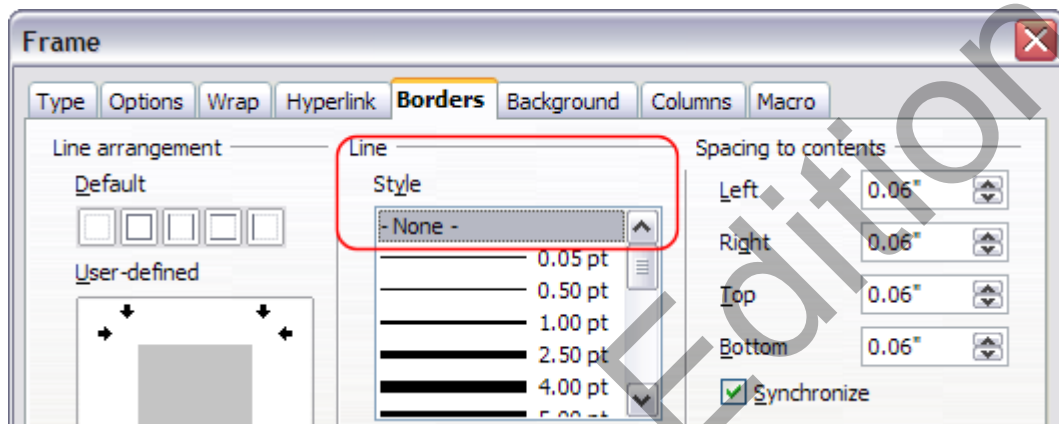 Frame
Type Options Wrap Hyperlink Borders Background Columns Macro
Line arrangement
Default
User-defined
Line
Style
- None -
0.05 pt
0.50 pt
1.00 pt
2.50 pt
4.00 pt
Spacing to contents
Left 0.06"
Right 0.06"
Top 0.06"
Bottom 0.06"
Synchronize
Edition